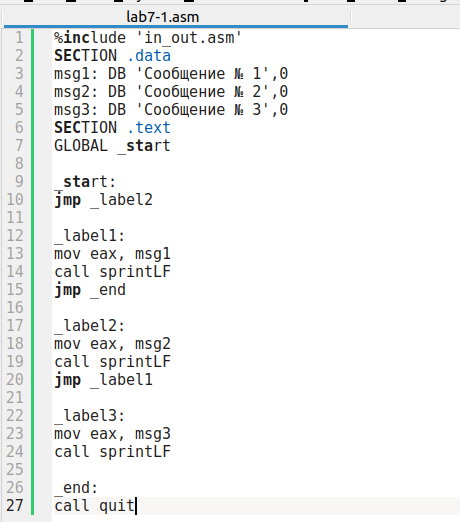 lab7-1.asm
1 %include 'in_out.asm'
2 SECTION .data
3 msg1: DB 'Сообщение № 1',0
4 msg2: DB 'Сообщение № 2',0
5 msg3: DB 'Сообщение № 3',0
6 SECTION .text
7 GLOBAL _start
8
9 _start:
10 jmp _label2
11
12 _label1:
13 mov eax, msg1
14 call sprintLF
15 jmp _end
16
17 _label2:
18 mov eax, msg2
19 call sprintLF
20 jmp _label1
21
22 _label3:
23 mov eax, msg3
24 call sprintLF
25
26 _end:
27 call quit